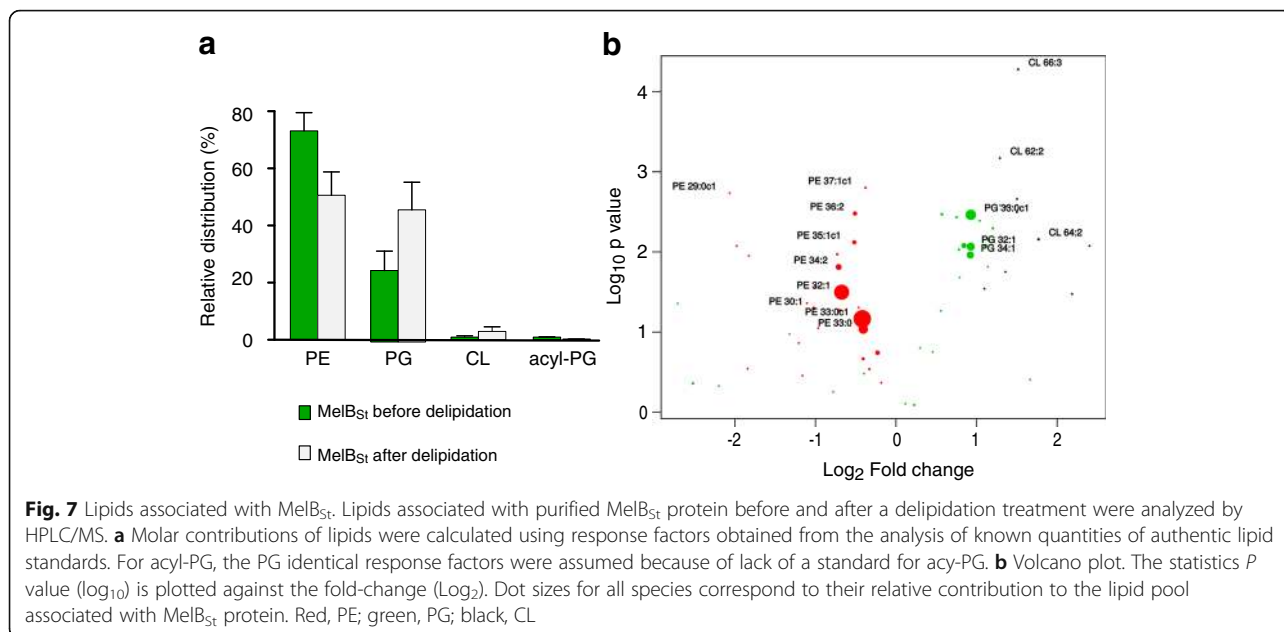 a
b
Relative distribution (%)
80
60
40
20
0
PE PG CL acyl-PG
MelBSt before delipidation
MelBSt after delipidation
Log10 p value
4
3
2
1
0
CL 66:3
CL 62:2
PE 29:0c1
PE 37:1c1
PE 36:2
PG 33:0c1
PE 35:1c1
CL 64:2
PG 32:1
PG 34:1
PE 34:2
PE 32:1
PE 30:1
PE 33:0c1
PE 33:0
-2 -1 0 1 2
Log2 Fold change
Fig. 7 Lipids associated with MelBSt. Lipids associated with purified MelBSt protein before and after a delipidation treatment were analyzed by
HPLC/MS. a Molar contributions of lipids were calculated using response factors obtained from the analysis of known quantities of authentic lipid
standards. For acyl-PG, the PG identical response factors were assumed because of lack of a standard for acy-PG. b Volcano plot. The statistics P
value (log10) is plotted against the fold-change (Log2). Dot sizes for all species correspond to their relative contribution to the lipid pool
associated with MelBSt protein. Red, PE; green, PG; black, CL